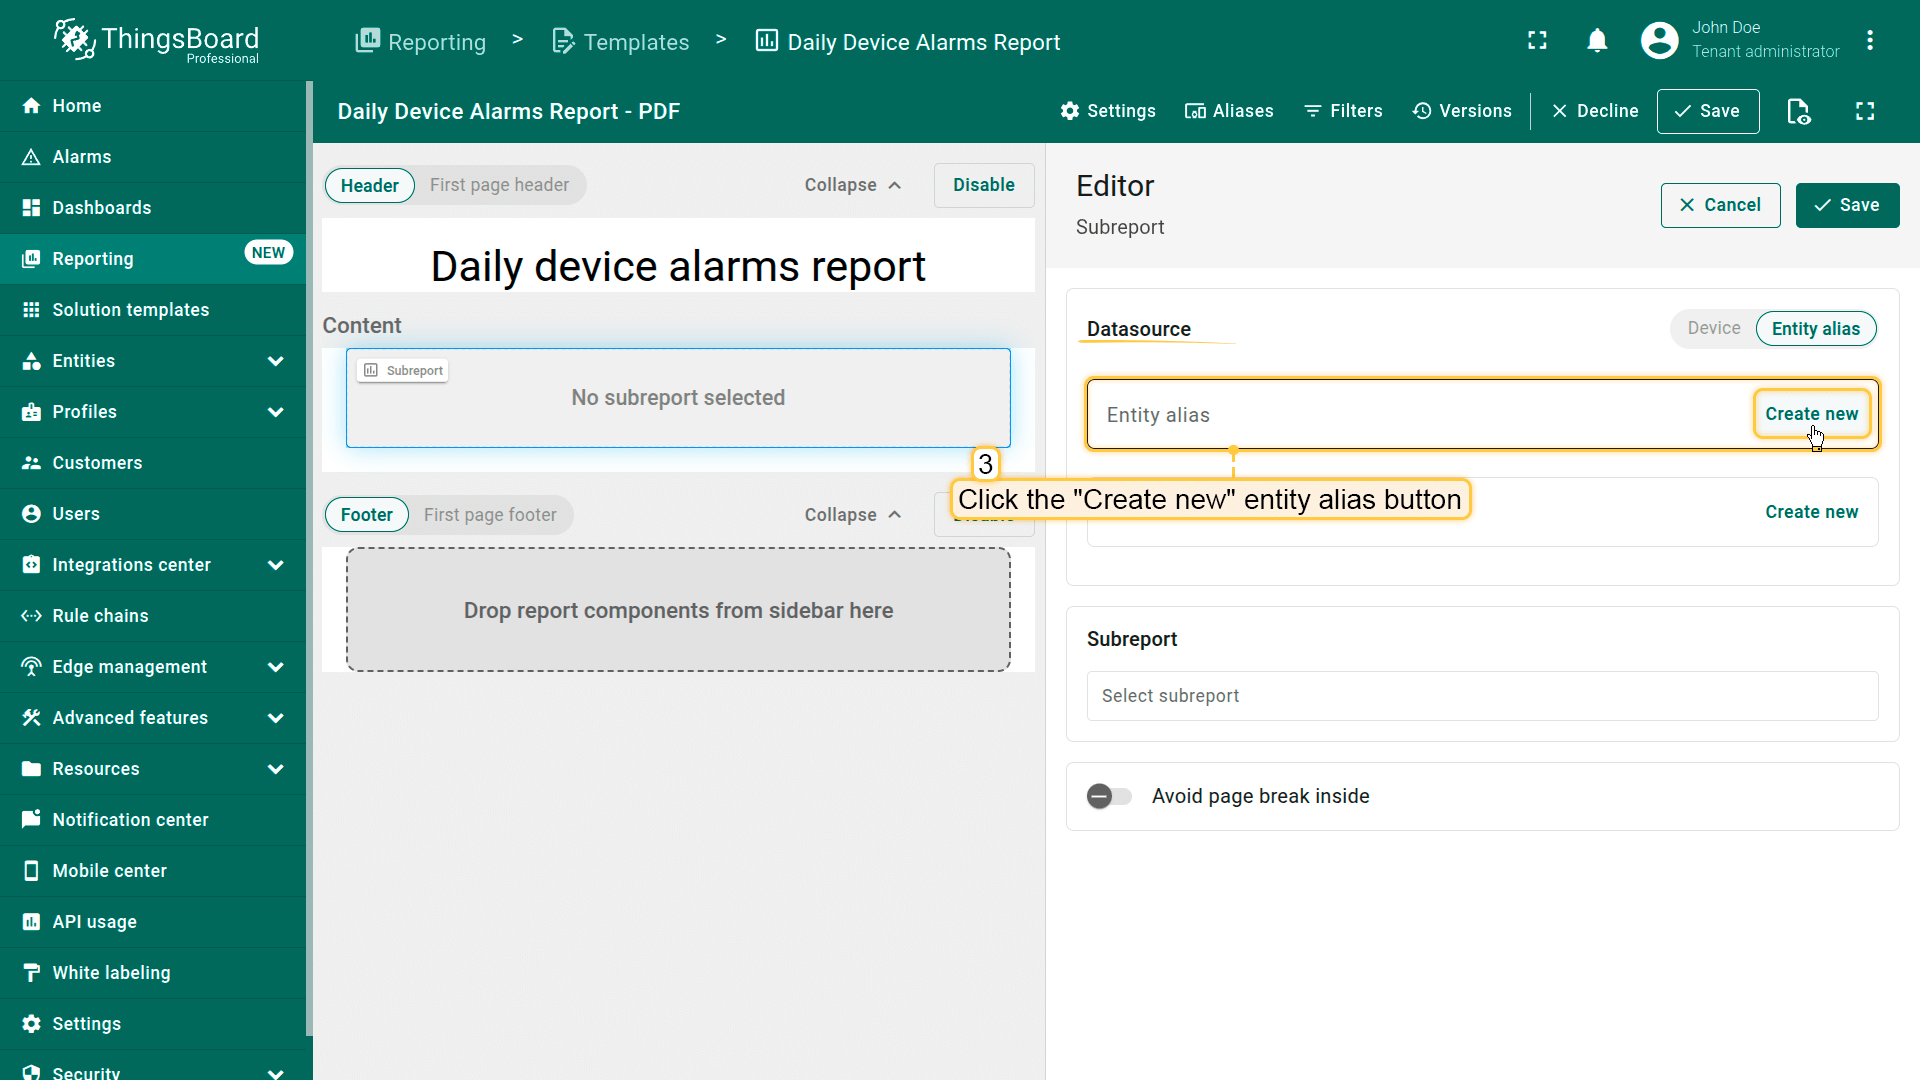 ThingsBoard
Professional
Reporting > Templates > Daily Device Alarms Report
John Doe
Tenant administrator
Home
Alarms
Dashboards
Reporting NEW
Solution templates
Entities
Profiles
Customers
Users
Integrations center
Rule chains
Edge management
Advanced features
Resources
Notification center
Mobile center
API usage
White labeling
Settings
Security
Daily Device Alarms Report - PDF
Settings Aliases Filters Versions Decline Save
Header First page header Collapse Disable
Daily device alarms report
Content
Subreport
No subreport selected
Footer First page footer Collapse
Drop report components from sidebar here
Editor
Subreport
Cancel Save
Datasource Device Entity alias
Entity alias Create new
3
Click the "Create new" entity alias button
Create new
Subreport
Select subreport
Avoid page break inside